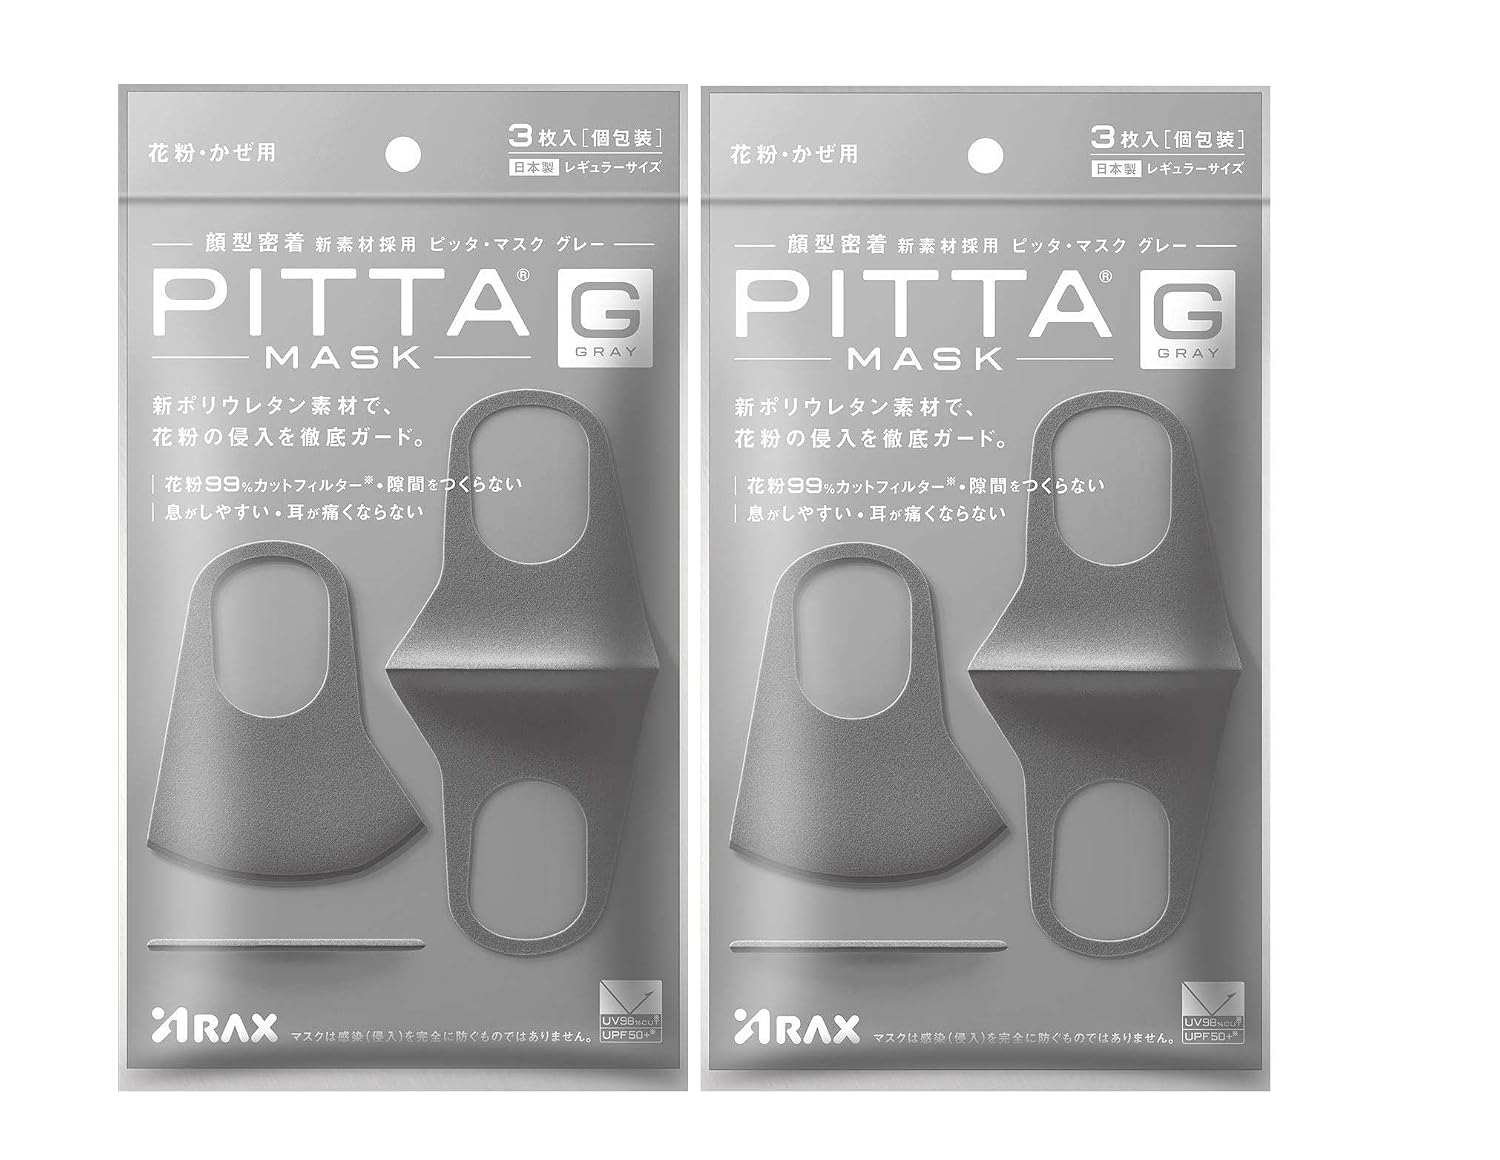 花粉・かぜ用
3枚入[個包装]
日本製 レギュラーサイズ
顔型密着 新素材採用 ピッタ・マスク グレー
PITTA® G
MASK GRAY
新ポリウレタン素材で、
花粉の侵入を徹底ガード。
花粉99%カットフィルター※・隙間をつくらない
息がしやすい・耳が痛くならない
ARAX
マスクは感染(侵入)を完全に防ぐものではありません。
UV98%CUT※
UPF50+※
花粉・かぜ用
3枚入[個包装]
日本製 レギュラーサイズ
顔型密着 新素材採用 ピッタ・マスク グレー
PITTA® G
MASK GRAY
新ポリウレタン素材で、
花粉の侵入を徹底ガード。
花粉99%カットフィルター※・隙間をつくらない
息がしやすい・耳が痛くならない
ARAX
マスクは感染(侵入)を完全に防ぐものではありません。
UV98%CUT※
UPF50+※